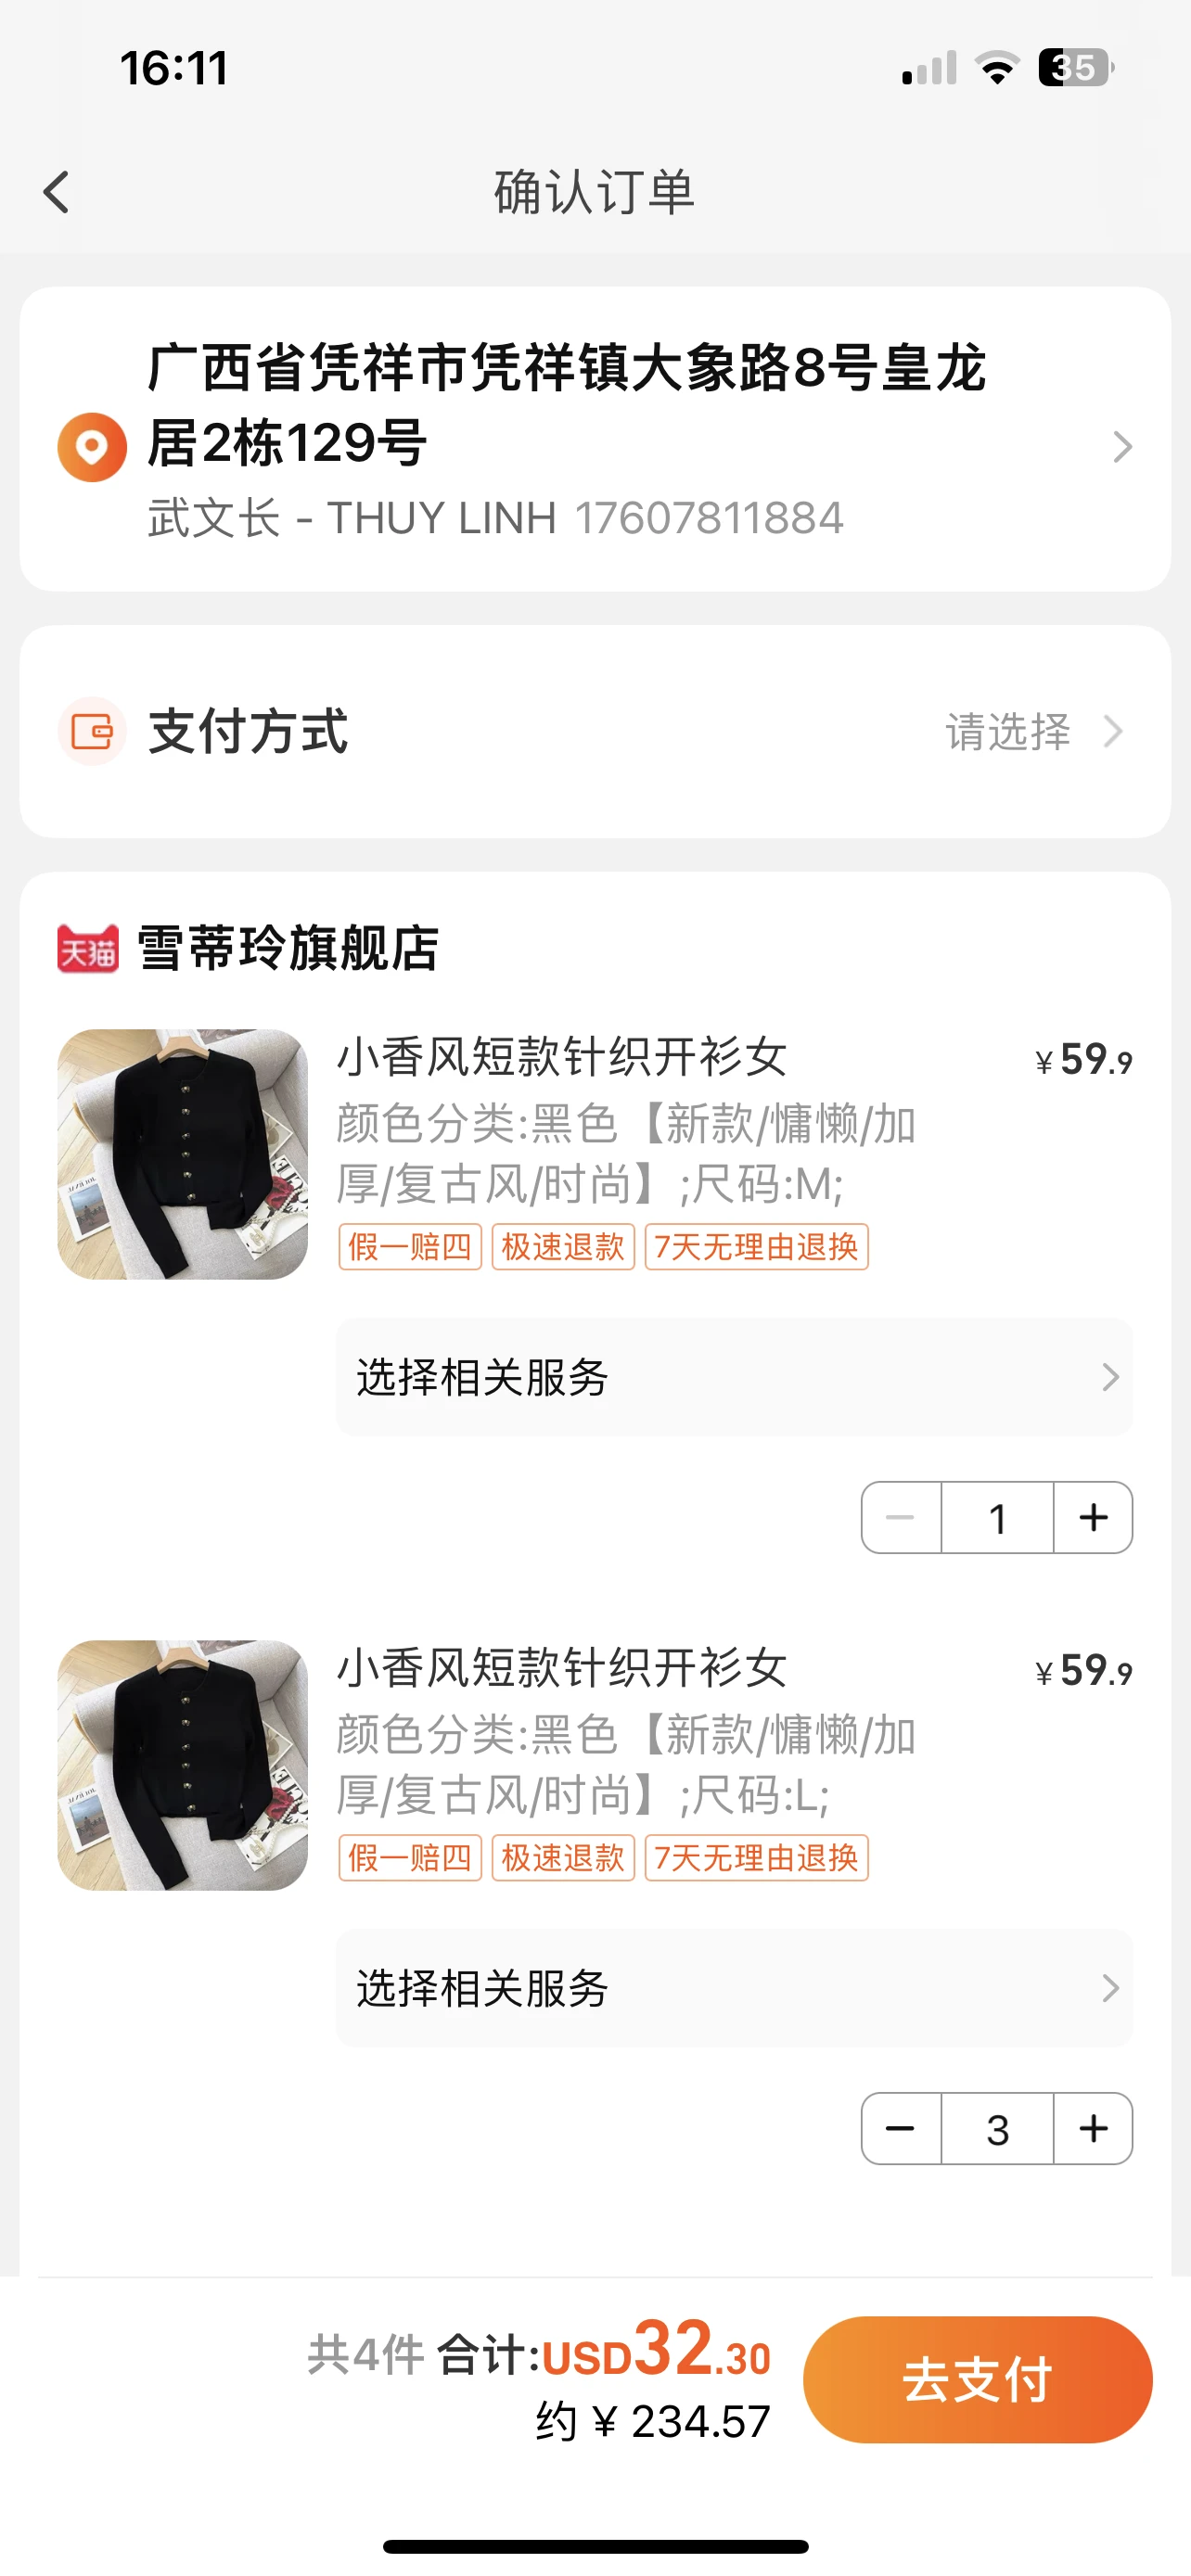 16:11
35
确认订单
广西省凭祥市凭祥镇大象路8号皇龙
居2栋129号
武文长 - THUY LINH 17607811884
支付方式 请选择
天猫 雪蒂玲旗舰店
小香风短款针织开衫女 ¥59.9
颜色分类:黑色【新款/慵懒/加
厚/复古风/时尚】;尺码:M;
假一赔四 极速退款 7天无理由退换
选择相关服务
1
小香风短款针织开衫女 ¥59.9
颜色分类:黑色【新款/慵懒/加
厚/复古风/时尚】;尺码:L;
假一赔四 极速退款 7天无理由退换
选择相关服务
3
共4件 合计:USD32.30
约 ¥ 234.57
去支付